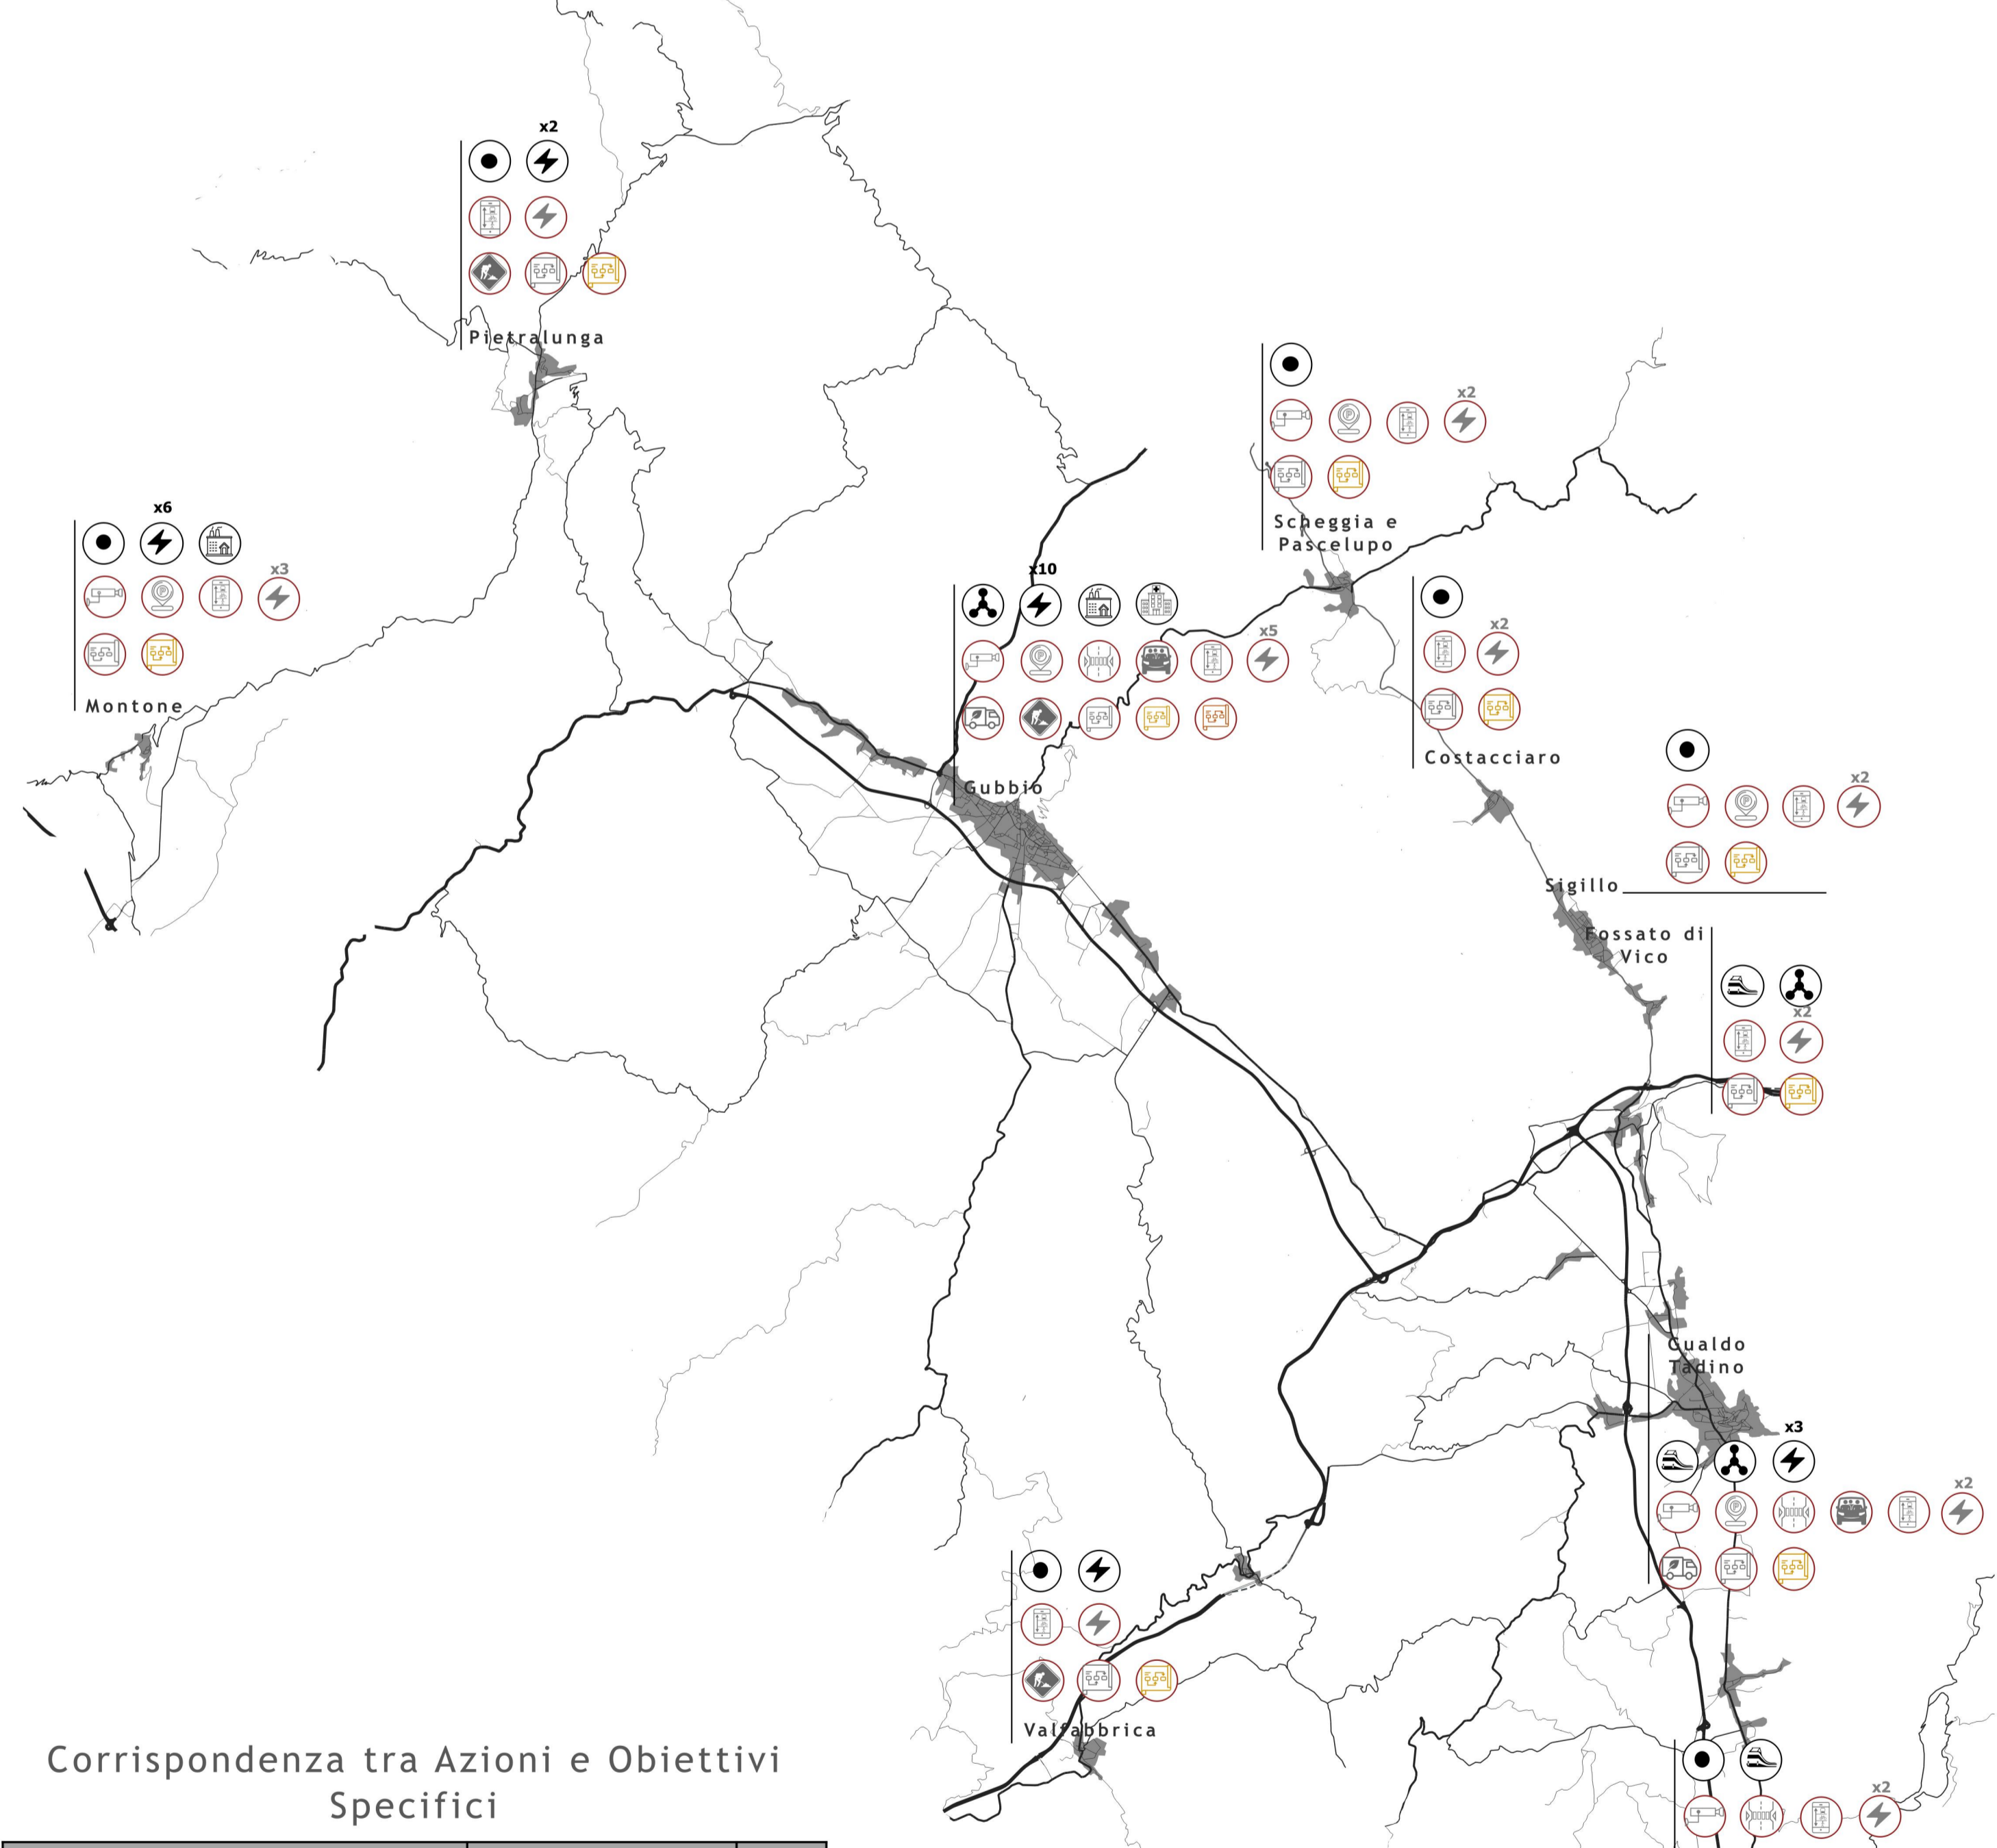 x2
Pietralunga
x2
Scheggia e
Pascelupo
x6
x3
Montone
x10
x5
Gubbio
x2
Costacciaro
x2
Sigillo
Fossato di
Vico
x2
Gualdo
Tadino
x3
x2
Valfabbrica
x2
Corrispondenza tra Azioni e Obiettivi
Specifici